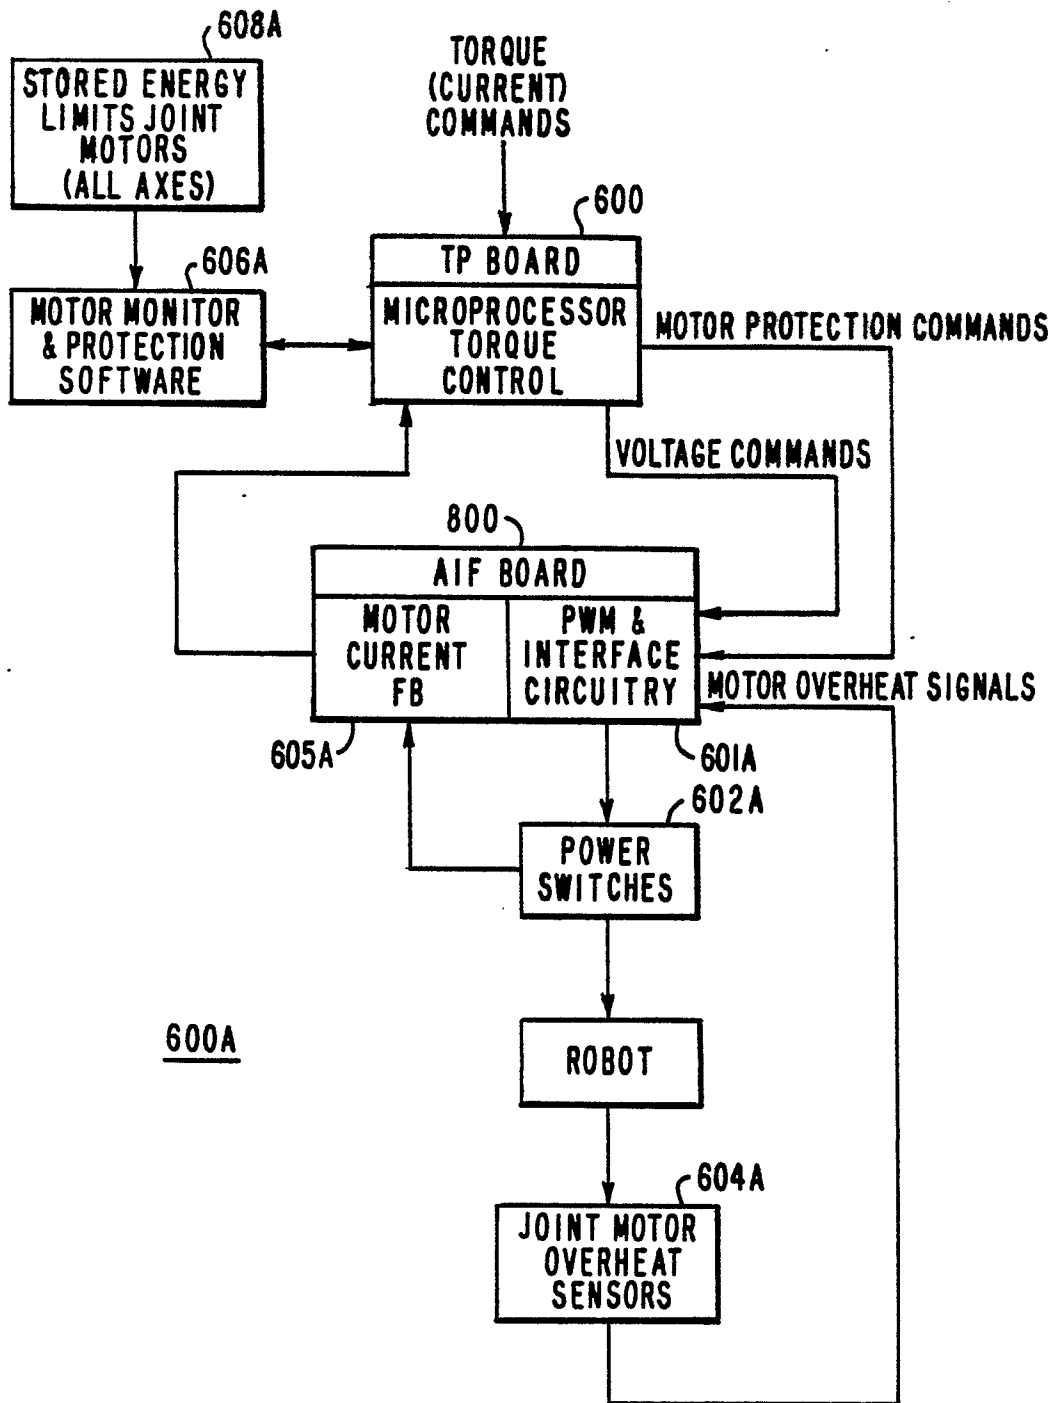 608A
STORED ENERGY
LIMITS JOINT
MOTORS
(ALL AXES)
TORQUE
(CURRENT)
COMMANDS
600
TP BOARD
MICROPROCESSOR
TORQUE
CONTROL
606A
MOTOR MONITOR
& PROTECTION
SOFTWARE
MOTOR PROTECTION COMMANDS
VOLTAGE COMMANDS
800
AIF BOARD
MOTOR
CURRENT
FB
PWM &
INTERFACE
CIRCUITRY
MOTOR OVERHEAT SIGNALS
605A
601A
602A
POWER
SWITCHES
600A
ROBOT
604A
JOINT MOTOR
OVERHEAT
SENSORS